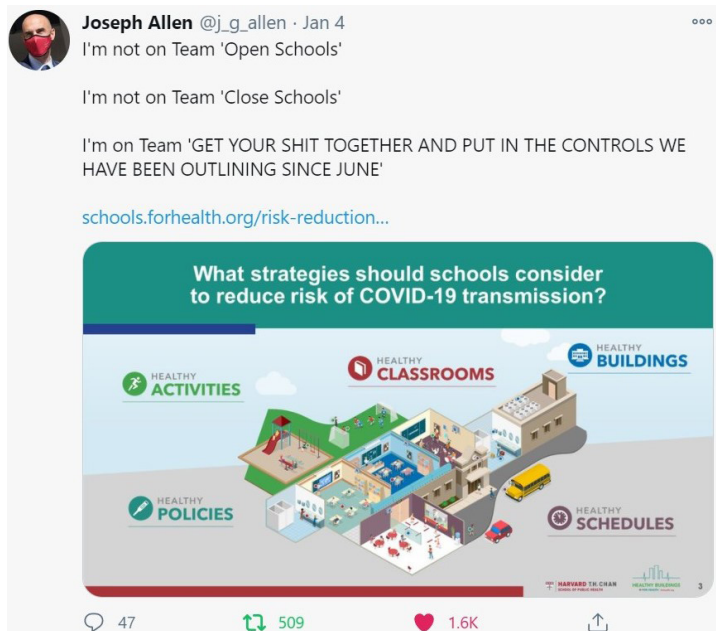 Joseph Allen @j_g_allen · Jan 4
I'm not on Team 'Open Schools'
I'm not on Team 'Close Schools'
I'm on Team 'GET YOUR SHIT TOGETHER AND PUT IN THE CONTROLS WE
HAVE BEEN OUTLINING SINCE JUNE'
schools.forhealth.org/risk-reduction...
What strategies should schools consider
to reduce risk of COVID-19 transmission?
HEALTHY
ACTIVITIES
HEALTHY
CLASSROOMS
HEALTHY
BUILDINGS
HEALTHY
POLICIES
HEALTHY
SCHEDULES
HARVARD T.H. CHAN
SCHOOL OF PUBLIC HEALTH
HEALTHY BUILDINGS
3
47
509
1.6K